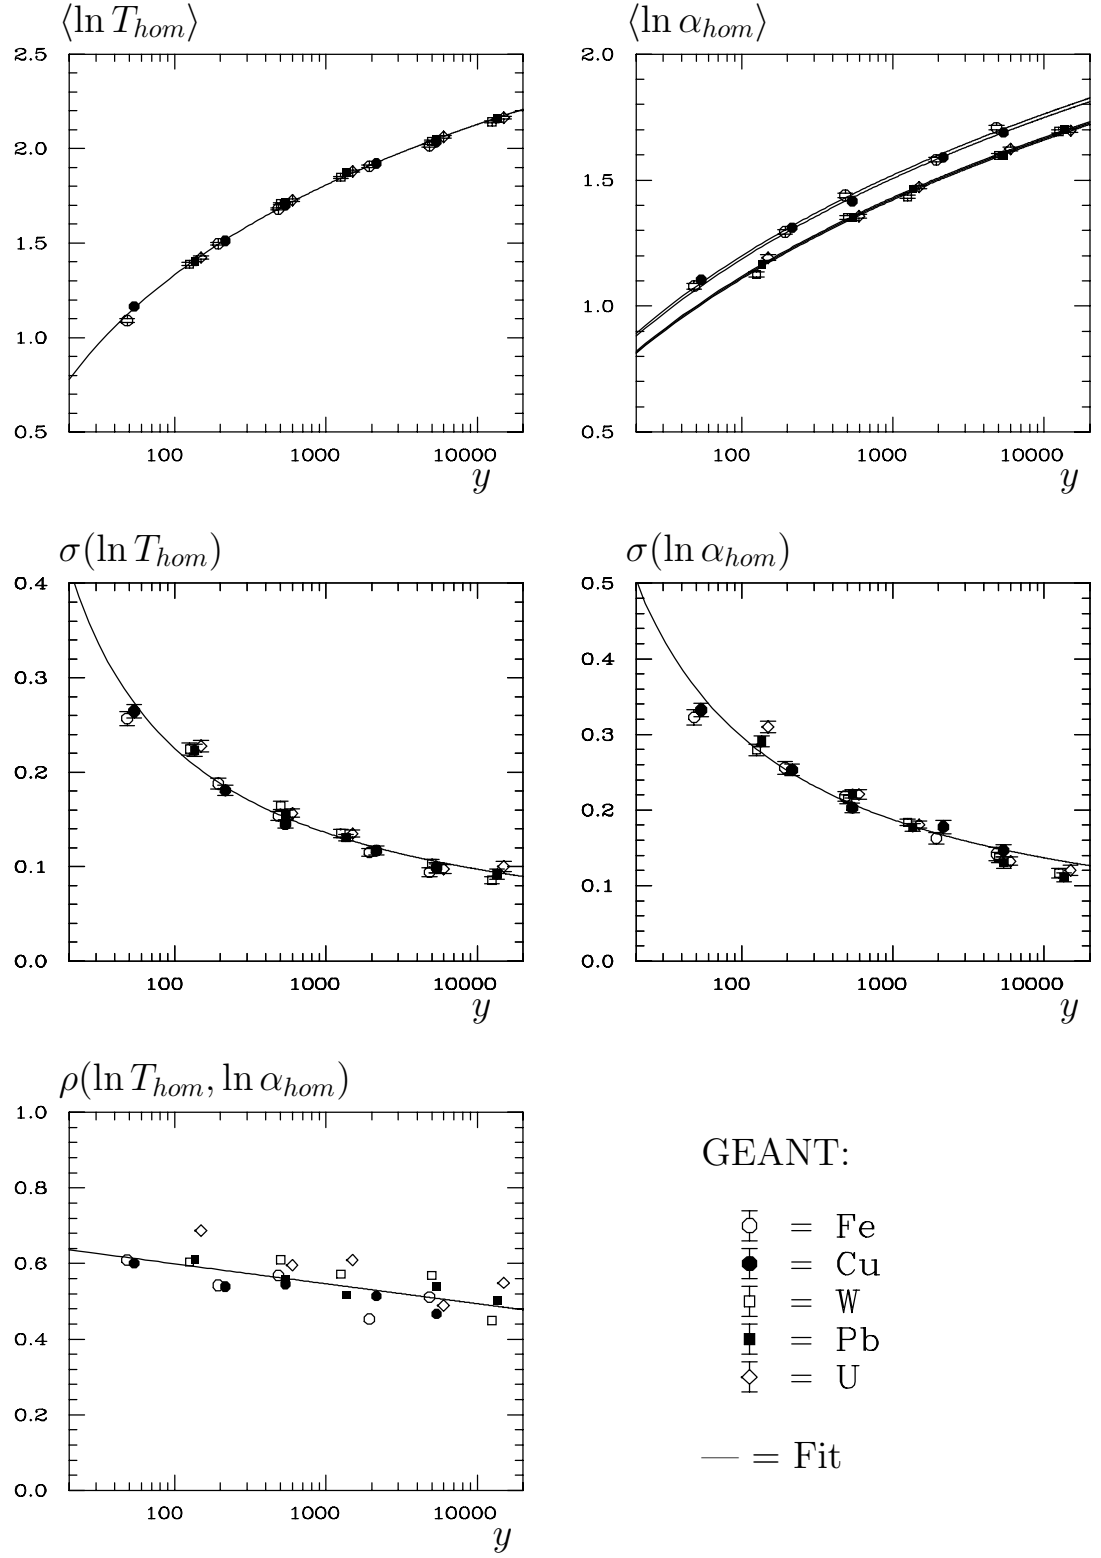 ⟨ln T_hom⟩ ⟨ln α_hom⟩
2.5
2.0
1.5
1.0
0.5
100 1000 10000
y
2.0
1.5
1.0
0.5
100 1000 10000
y
σ(ln T_hom) σ(ln α_hom)
0.4
0.3
0.2
0.1
0.0
100 1000 10000
y
0.5
0.4
0.3
0.2
0.1
0.0
100 1000 10000
y
ρ(ln T_hom, ln α_hom)
1.0
0.8
0.6
0.4
0.2
0.0
100 1000 10000
y
GEANT:
= Fe
= Cu
= W
= Pb
= U
— = Fit